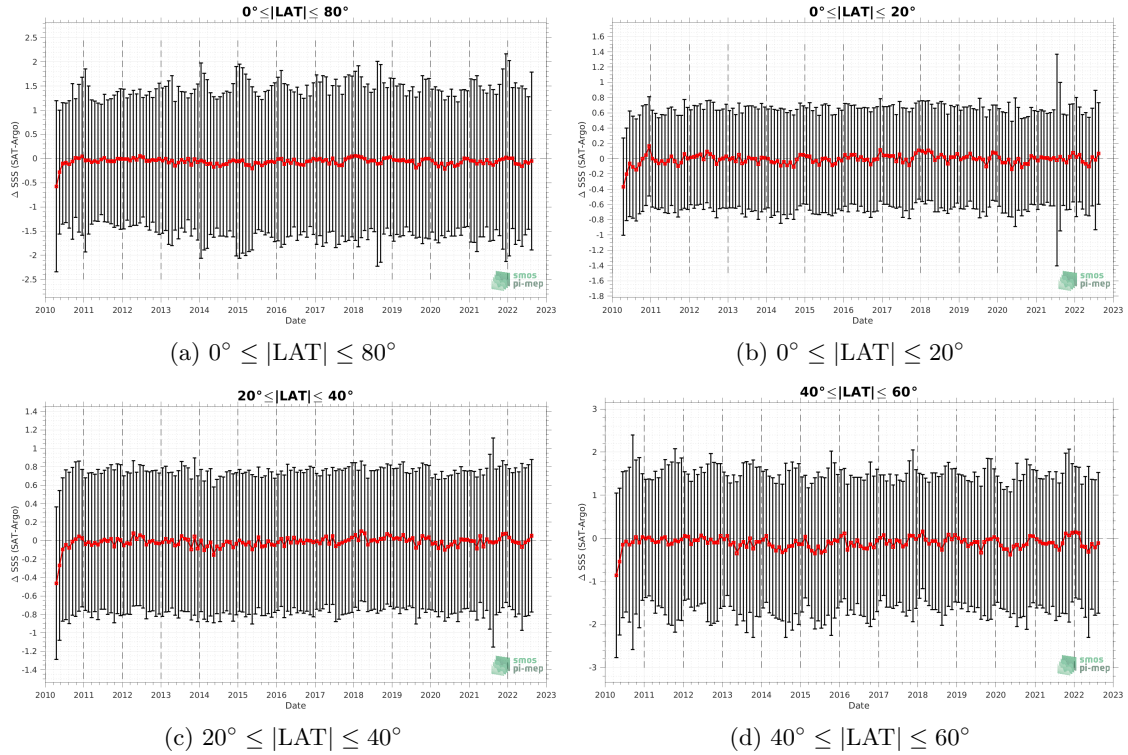 0°≤|LAT|≤ 80°
Δ SSS (SAT-Argo)
2.5
2
1.5
1
0.5
0
-0.5
-1
-1.5
-2
-2.5
2010 2011 2012 2013 2014 2015 2016 2017 2018 2019 2020 2021 2022 2023
Date
smos
pi-mep
(a) 0° ≤ |LAT| ≤ 80°
0°≤|LAT|≤ 20°
Δ SSS (SAT-Argo)
1.6
1.4
1.2
1
0.8
0.6
0.4
0.2
0
-0.2
-0.4
-0.6
-0.8
-1
-1.2
-1.4
-1.6
-1.8
2010 2011 2012 2013 2014 2015 2016 2017 2018 2019 2020 2021 2022 2023
Date
smos
pi-mep
(b) 0° ≤ |LAT| ≤ 20°
20°≤|LAT|≤ 40°
Δ SSS (SAT-Argo)
1.4
1.2
1
0.8
0.6
0.4
0.2
0
-0.2
-0.4
-0.6
-0.8
-1
-1.2
-1.4
2010 2011 2012 2013 2014 2015 2016 2017 2018 2019 2020 2021 2022 2023
Date
smos
pi-mep
(c) 20° ≤ |LAT| ≤ 40°
40°≤|LAT|≤ 60°
Δ SSS (SAT-Argo)
3
2
1
0
-1
-2
-3
2010 2011 2012 2013 2014 2015 2016 2017 2018 2019 2020 2021 2022 2023
Date
smos
pi-mep
(d) 40° ≤ |LAT| ≤ 60°